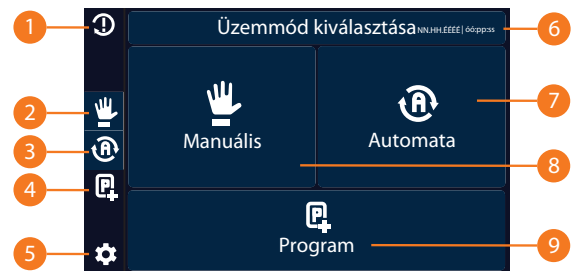 1
Üzemmód kiválasztása NN.HH.ÉÉÉÉ| óó:pp:ss
6
2
3
4
5
Manuális
Automata
7
8
Program
9